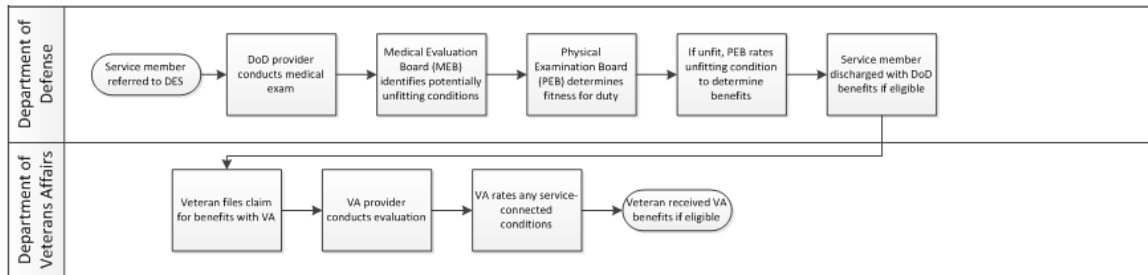 Department of
Defense
Service member
referred to DES
DoD provider
conducts medical
exam
Medical Evaluation
Board (MEB)
identifies potentially
unfitting conditions
Physical
Examination Board
(PEB) determines
fitness for duty
If unfit, PEB rates
unfitting condition
to determine
benefits
Service member
discharged with DoD
benefits if eligible
Department of
Veterans Affairs
Veteran files claim
for benefits with VA
VA provider
conducts evaluation
VA rates any service-
connected
conditions
Veteran received VA
benefits if eligible